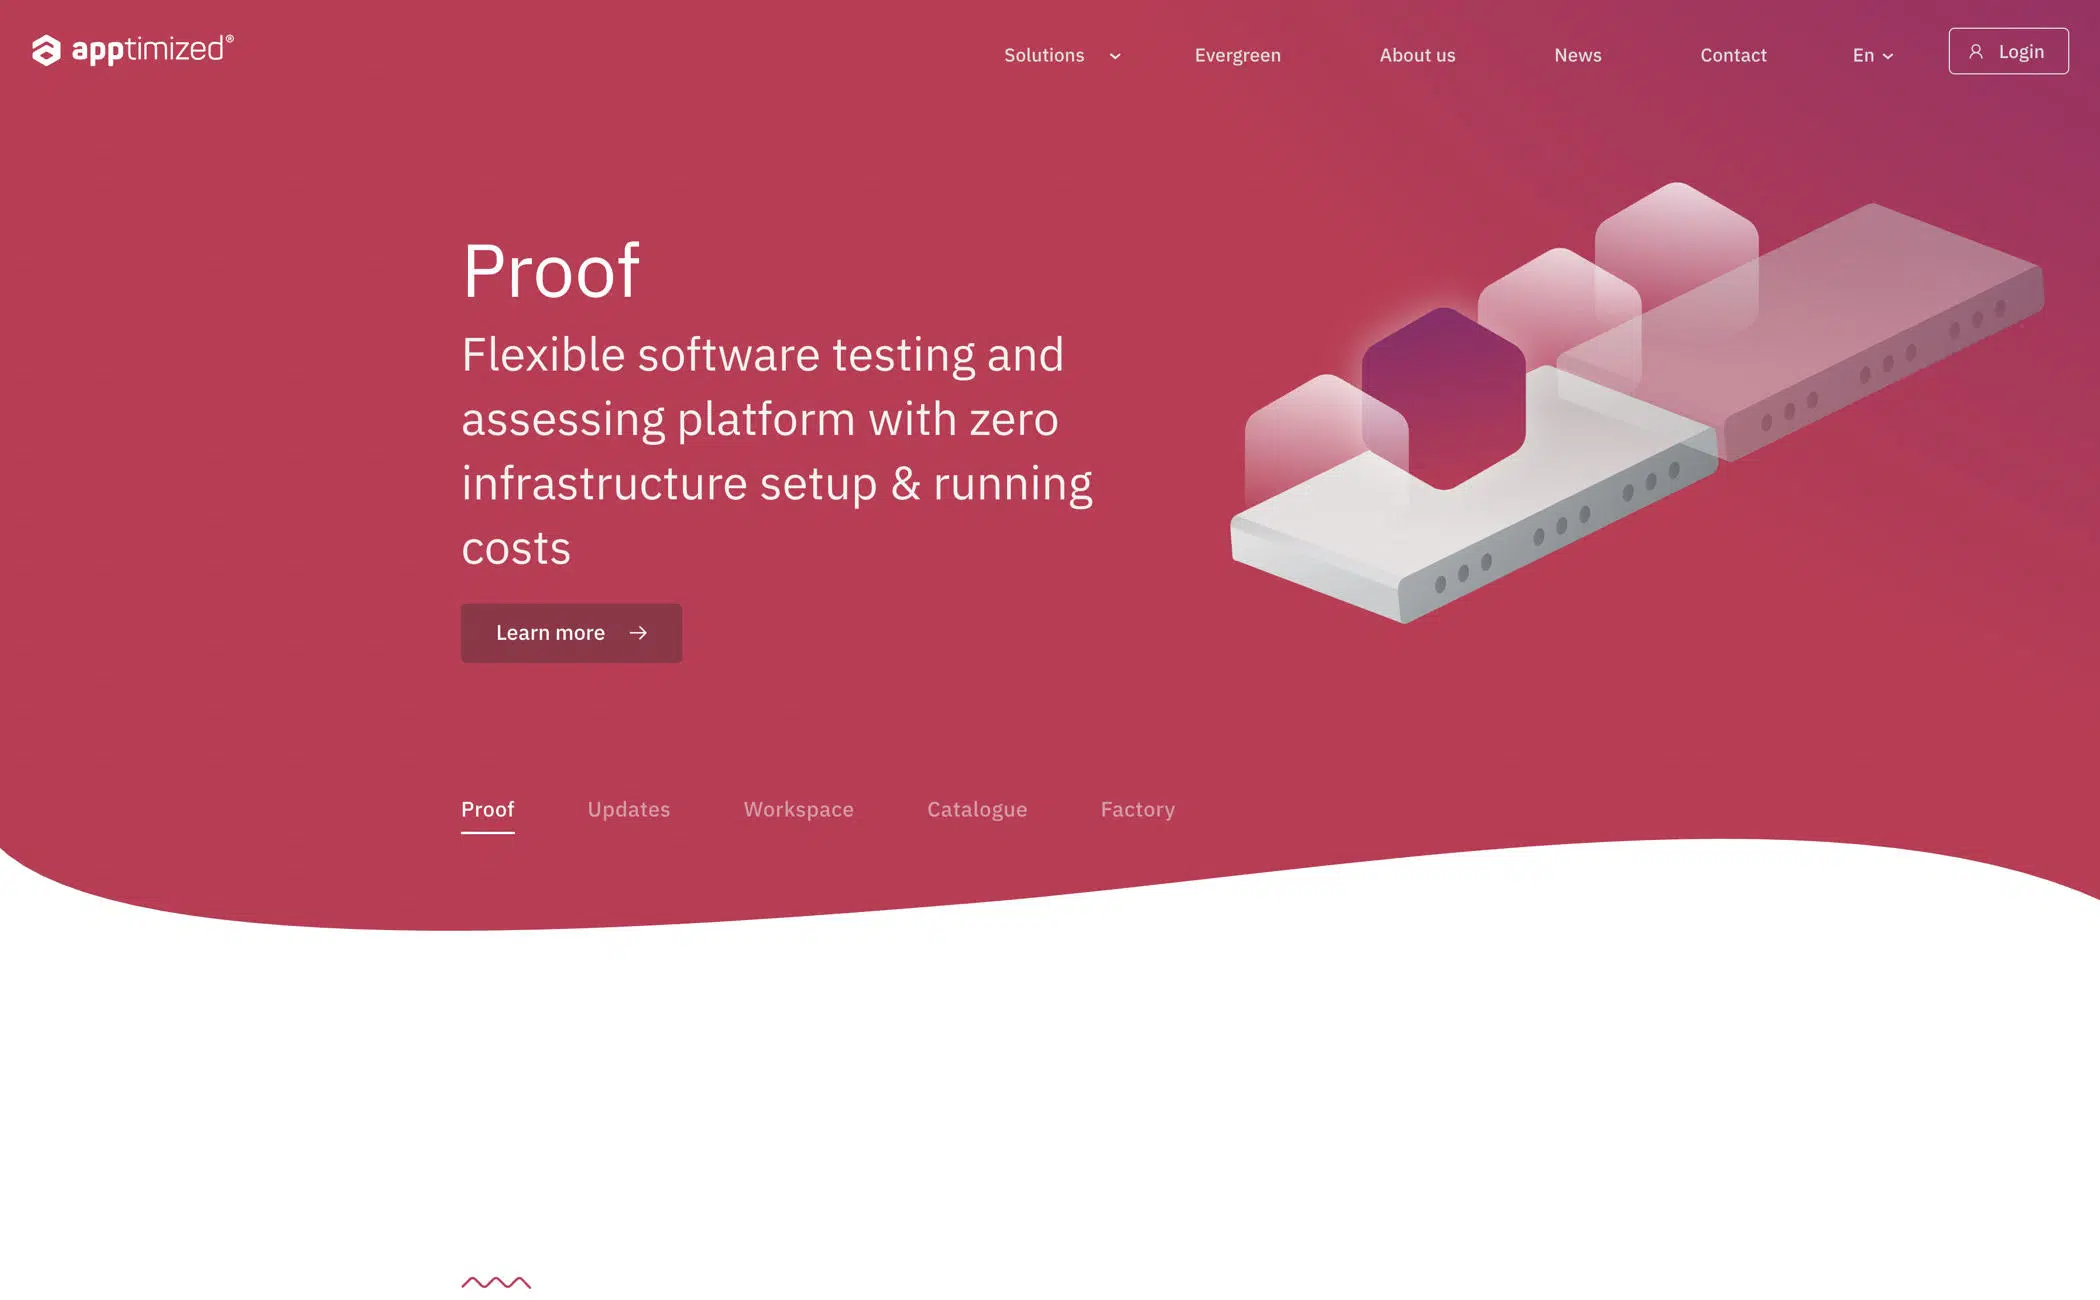 apptimized®
Solutions
Evergreen
About us
News
Contact
En
Login
Proof
Flexible software testing and
assessing platform with zero
infrastructure setup & running
costs
Learn more
Proof
Updates
Workspace
Catalogue
Factory